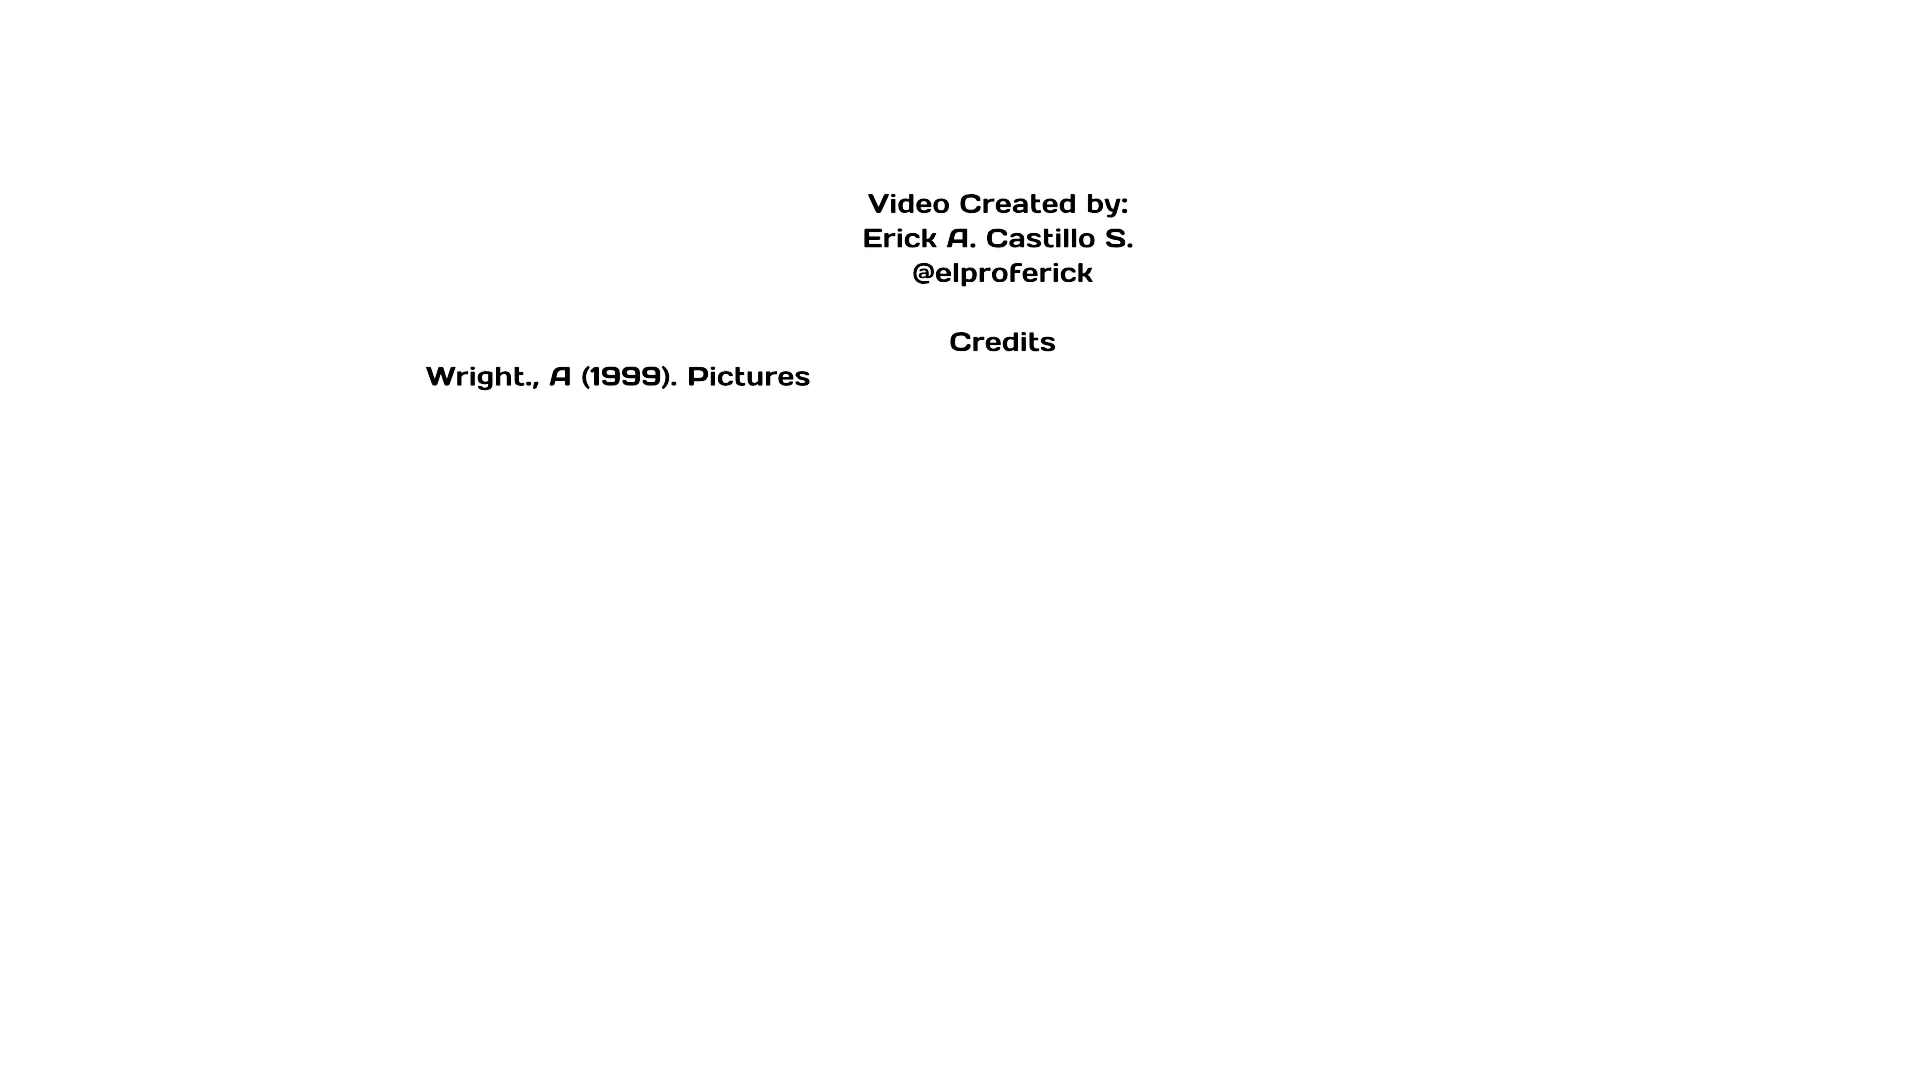 Video Created by:
Erick A. Castillo S.
@elproferick
Credits
Wright., A (1999). Pictures